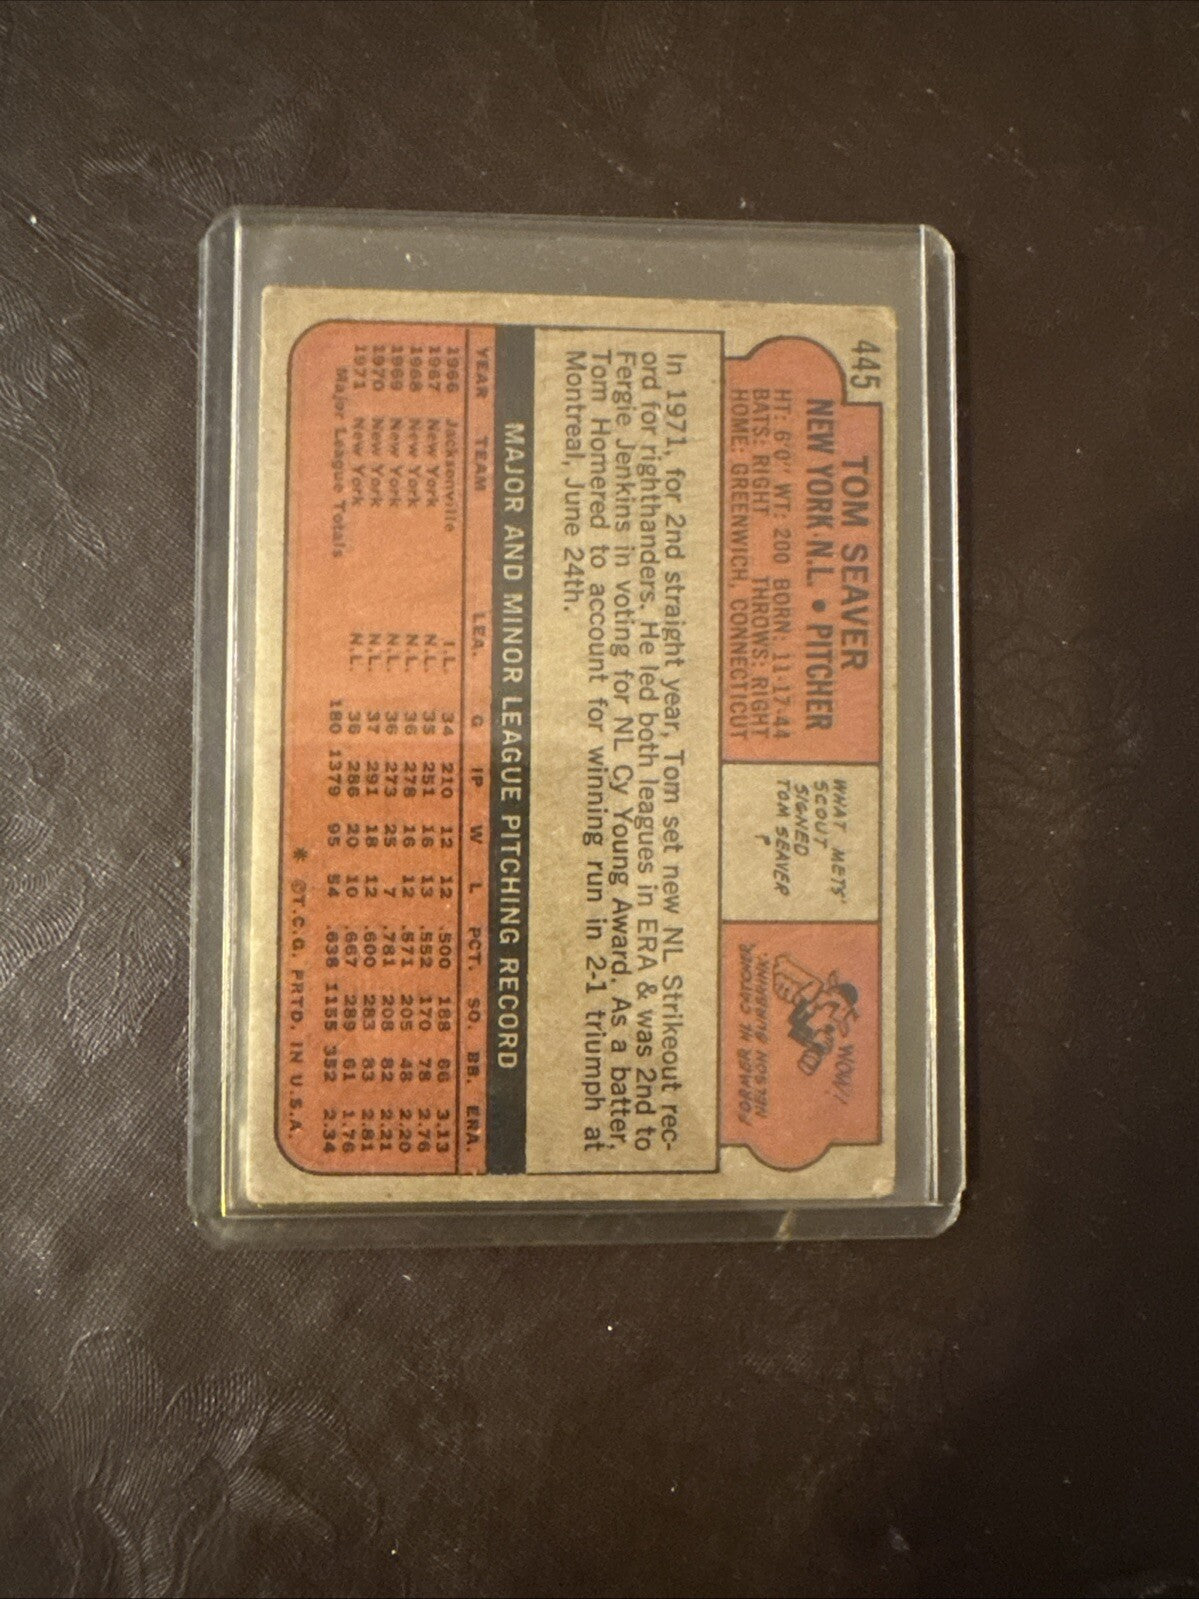 445
TOM SEAVER
NEW YORK-N.L. • PITCHER
HT: 6'0" WT: 200 BORN: 11-17-44
BATS: RIGHT THROWS: RIGHT
HOME: GREENWICH, CONNECTICUT
WHAT METS'
SCOUT
SIGNED
TOM SEAVER
?
WOW!!
FORMER NL CATCHER,
NELSON BURBRINK.
In 1971, for 2nd straight year, Tom set new NL Strikeout rec-
ord for righthanders. He led both leagues in ERA & was 2nd to
Fergie Jenkins in voting for NL Cy Young Award. As a batter,
Tom Homered to account for winning run in 2-1 triumph at
Montreal, June 24th.
MAJOR AND MINOR LEAGUE PITCHING RECORD
YEAR TEAM LEA. G IP W L PCT. SO. BB. ERA.
1966 Jacksonville I.L. 34 210 12 12 .500 188 66 3.13
1967 New York N.L. 35 251 16 13 .552 170 78 2.76
1968 New York N.L. 36 278 16 12 .571 205 48 2.20
1969 New York N.L. 36 273 25 7 .781 208 82 2.21
1970 New York N.L. 37 291 18 12 .600 283 83 2.81
1971 New York N.L. 36 286 20 10 .667 289 61 1.76
Major League Totals 180 1379 95 54 .638 1155 352 2.34
* ©T.C.G. PRTD. IN U.S.A.